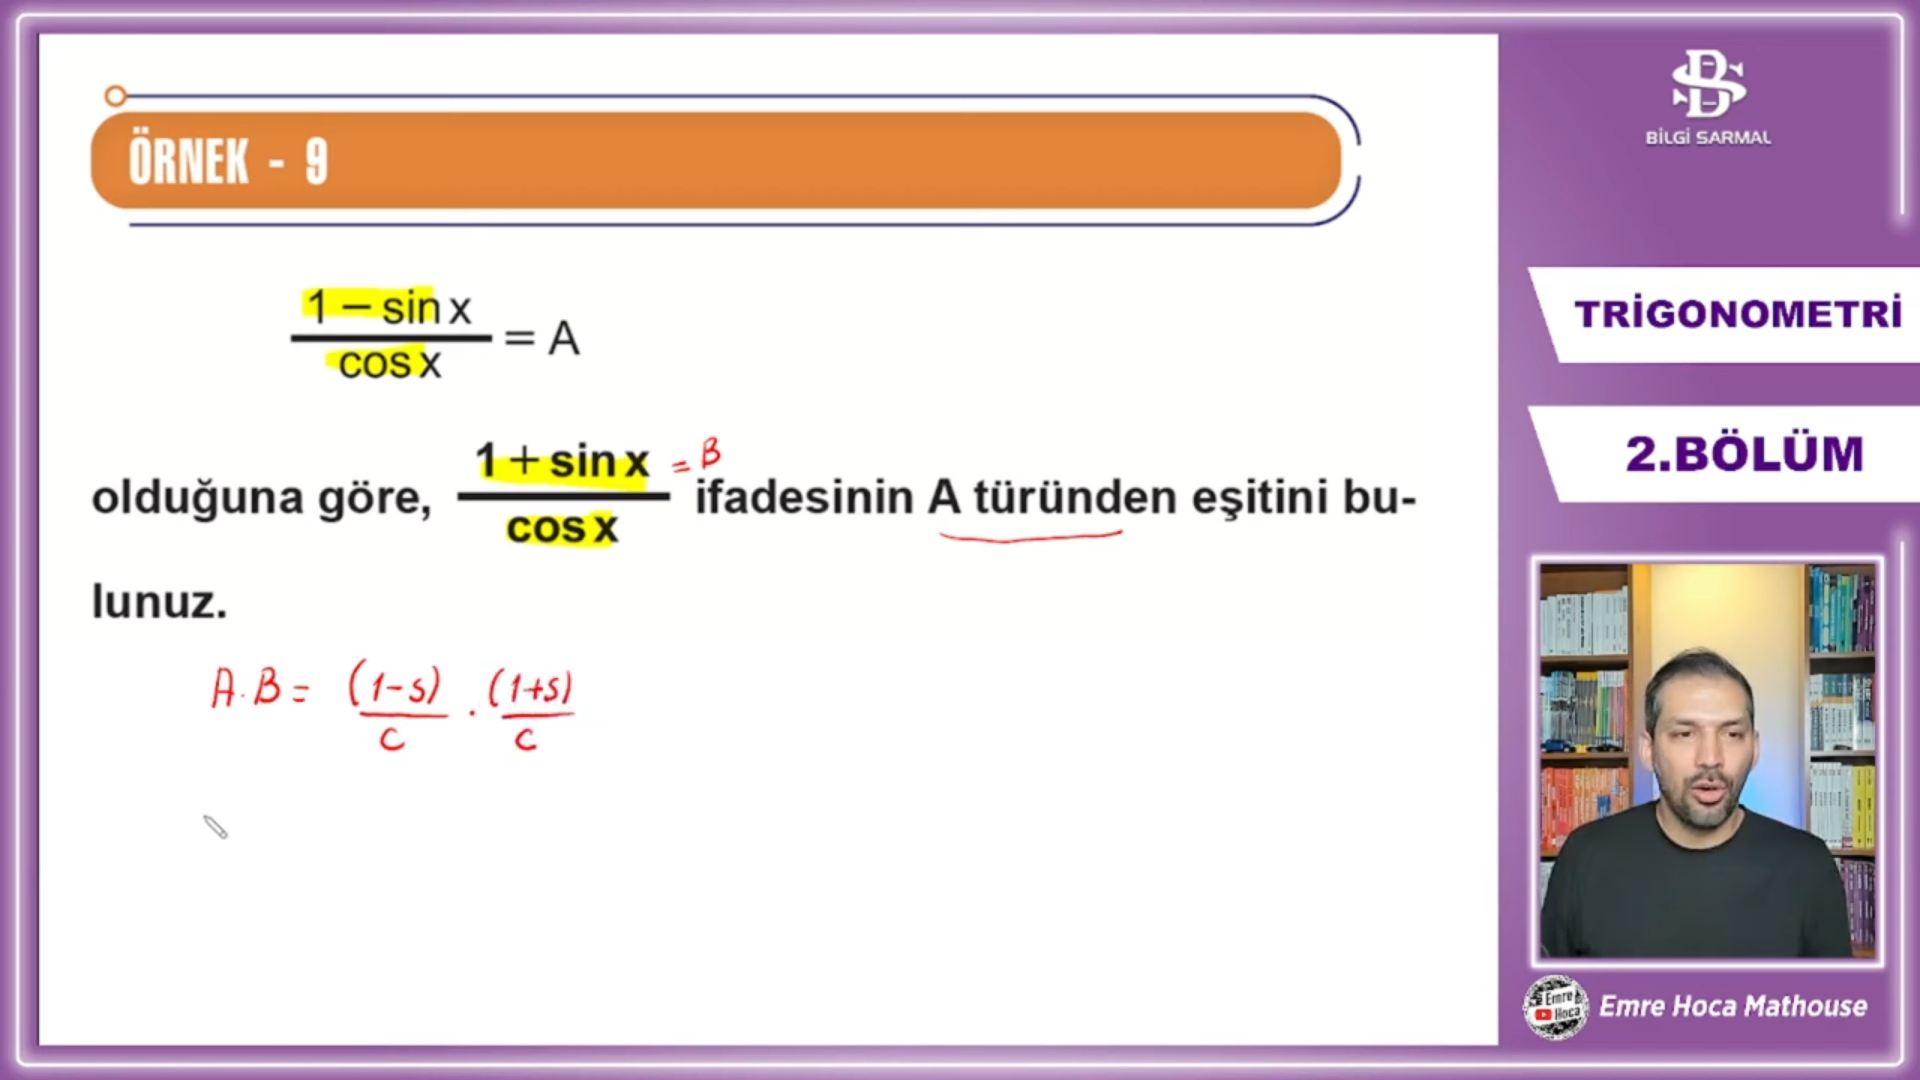 ÖRNEK - 9
1 – sin x
cos x
= A
1 + sin x
= B
olduğuna göre,
cos x
ifadesinin A türünden eşitini bu-
lunuz.
A.B = (1-s) . (1+s)
c c
BİLGİ SARMAL
TRİGONOMETRİ
2.BÖLÜM
Emre
Hoca
Emre Hoca Mathouse